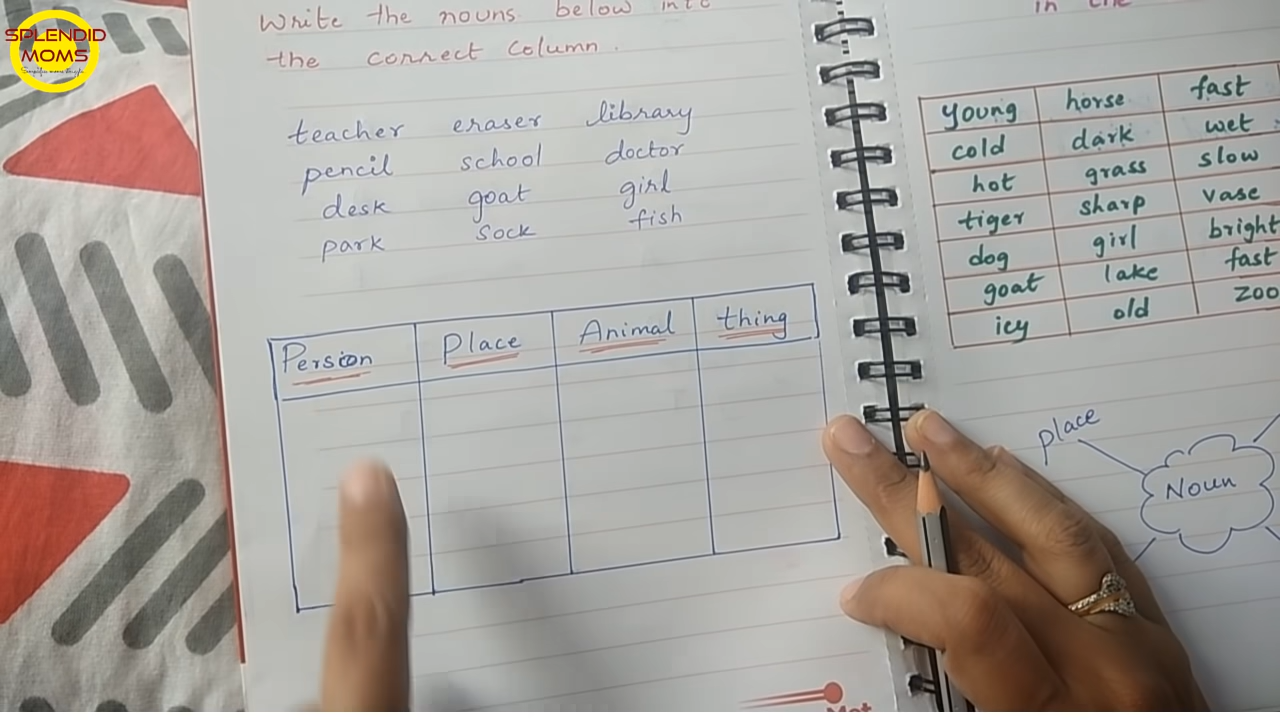 SPLENDID
MOMS
Write the nouns below into
the correct column.
teacher eraser library
pencil school doctor
desk goat girl
park sock fish
Person Place Animal thing
in the
young horse fast
cold dark wet
hot grass slow
tiger sharp vase
dog girl bright
goat lake fast
icy old zoo
place
Noun